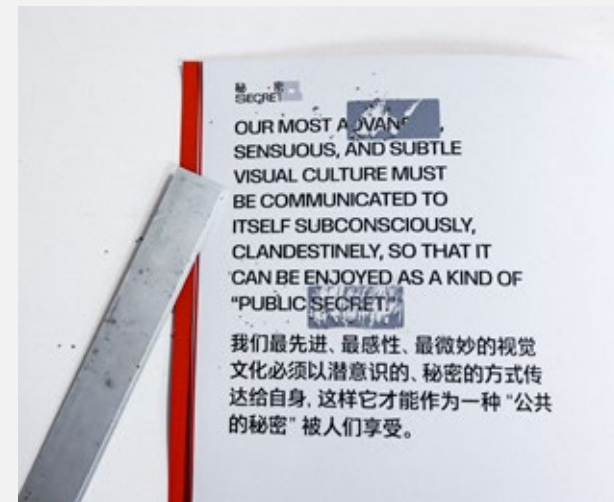 秘 密
SECRET
OUR MOST ADVANCED,
SENSUOUS, AND SUBTLE
VISUAL CULTURE MUST
BE COMMUNICATED TO
ITSELF SUBCONSCIOUSLY,
CLANDESTINELY, SO THAT IT
CAN BE ENJOYED AS A KIND OF
"PUBLIC SECRET."
我们最先进、最感性、最微妙的视觉
文化必须以潜意识的、秘密的方式传
达给自身，这样它才能作为一种 "公共
的秘密" 被人们享受。